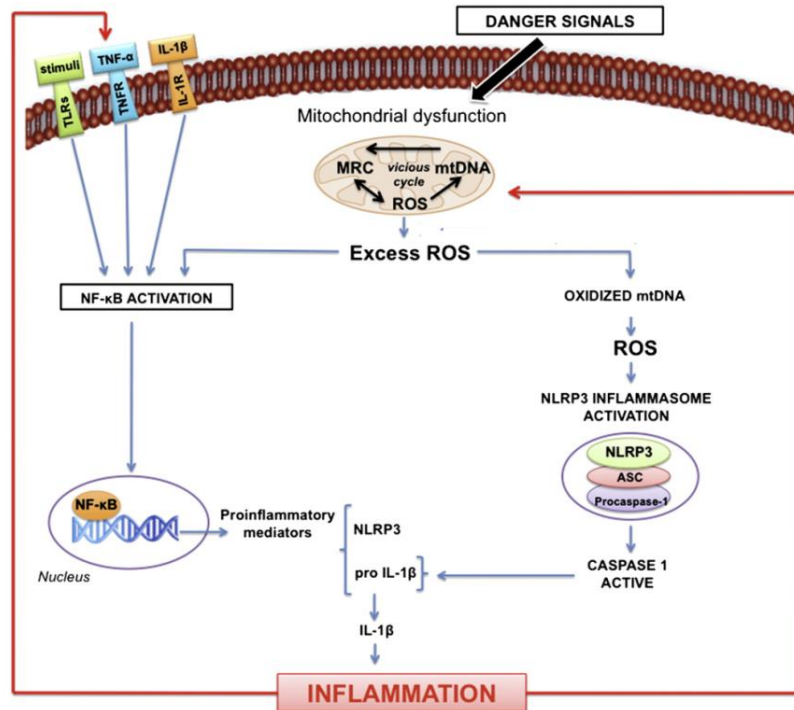 DANGER SIGNALS
stimuli
TNF-α
IL-1β
TLRs
TNFR
IL-1R
Mitochondrial dysfunction
MRC
vicious
cycle
mtDNA
ROS
Excess ROS
NF-κB ACTIVATION
OXIDIZED mtDNA
ROS
NLRP3 INFLAMMASOME
ACTIVATION
NLRP3
ASC
Procaspase-1
NF-κB
Nucleus
Proinflammatory
mediators
NLRP3
pro IL-1β
CASPASE 1
ACTIVE
IL-1β
INFLAMMATION